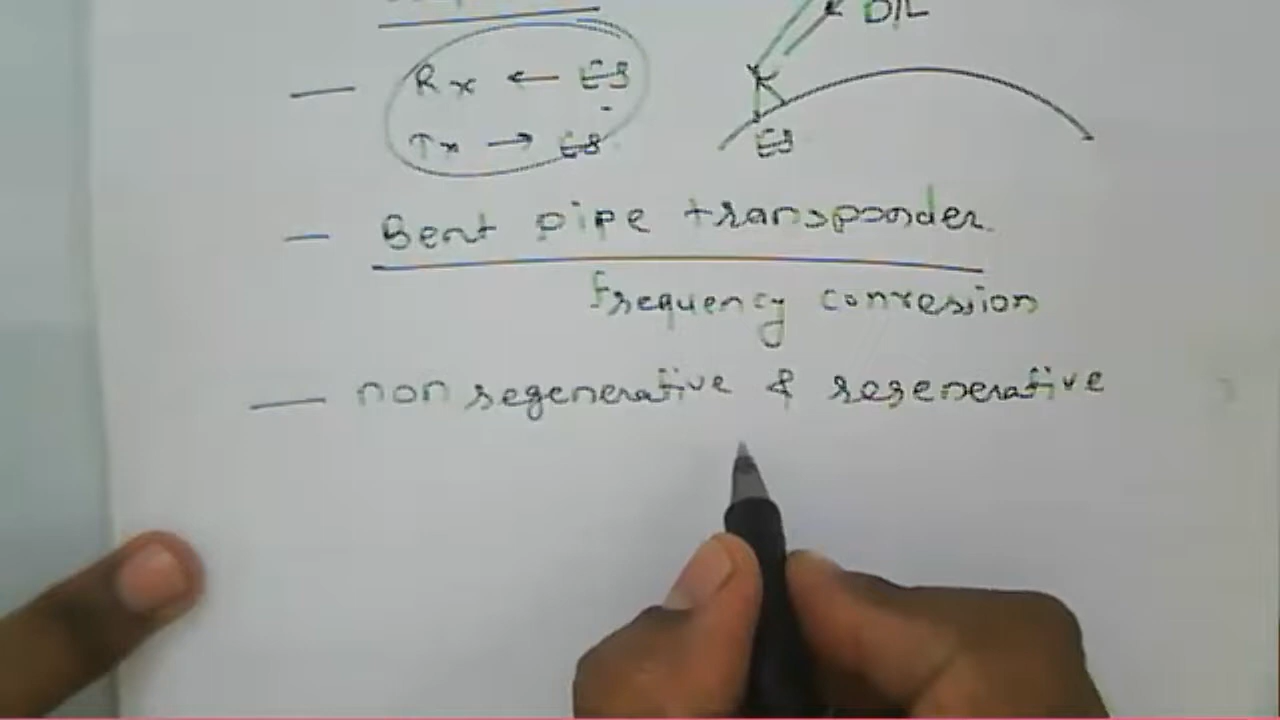 D/L
— Rx ← ES
Tx → ES
ES
— Bent pipe transponder
frequency conversion
— non regenerative & regenerative